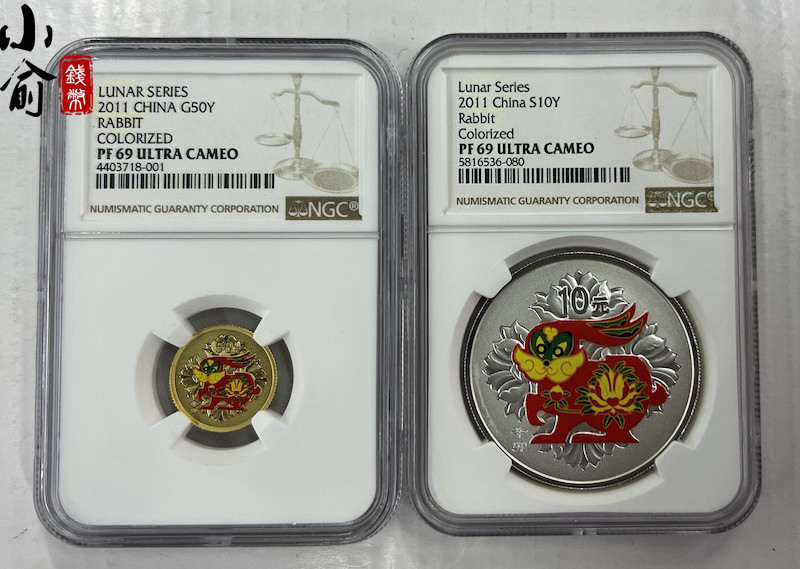 小俞
錢幣
LUNAR SERIES
2011 CHINA G50Y
RABBIT
COLORIZED
PF 69 ULTRA CAMEO
4403718-001
NUMISMATIC GUARANTY CORPORATION
NGC®
Lunar Series
2011 China S10Y
Rabbit
Colorized
PF 69 ULTRA CAMEO
5816536-080
NUMISMATIC GUARANTY CORPORATION
NGC
10元